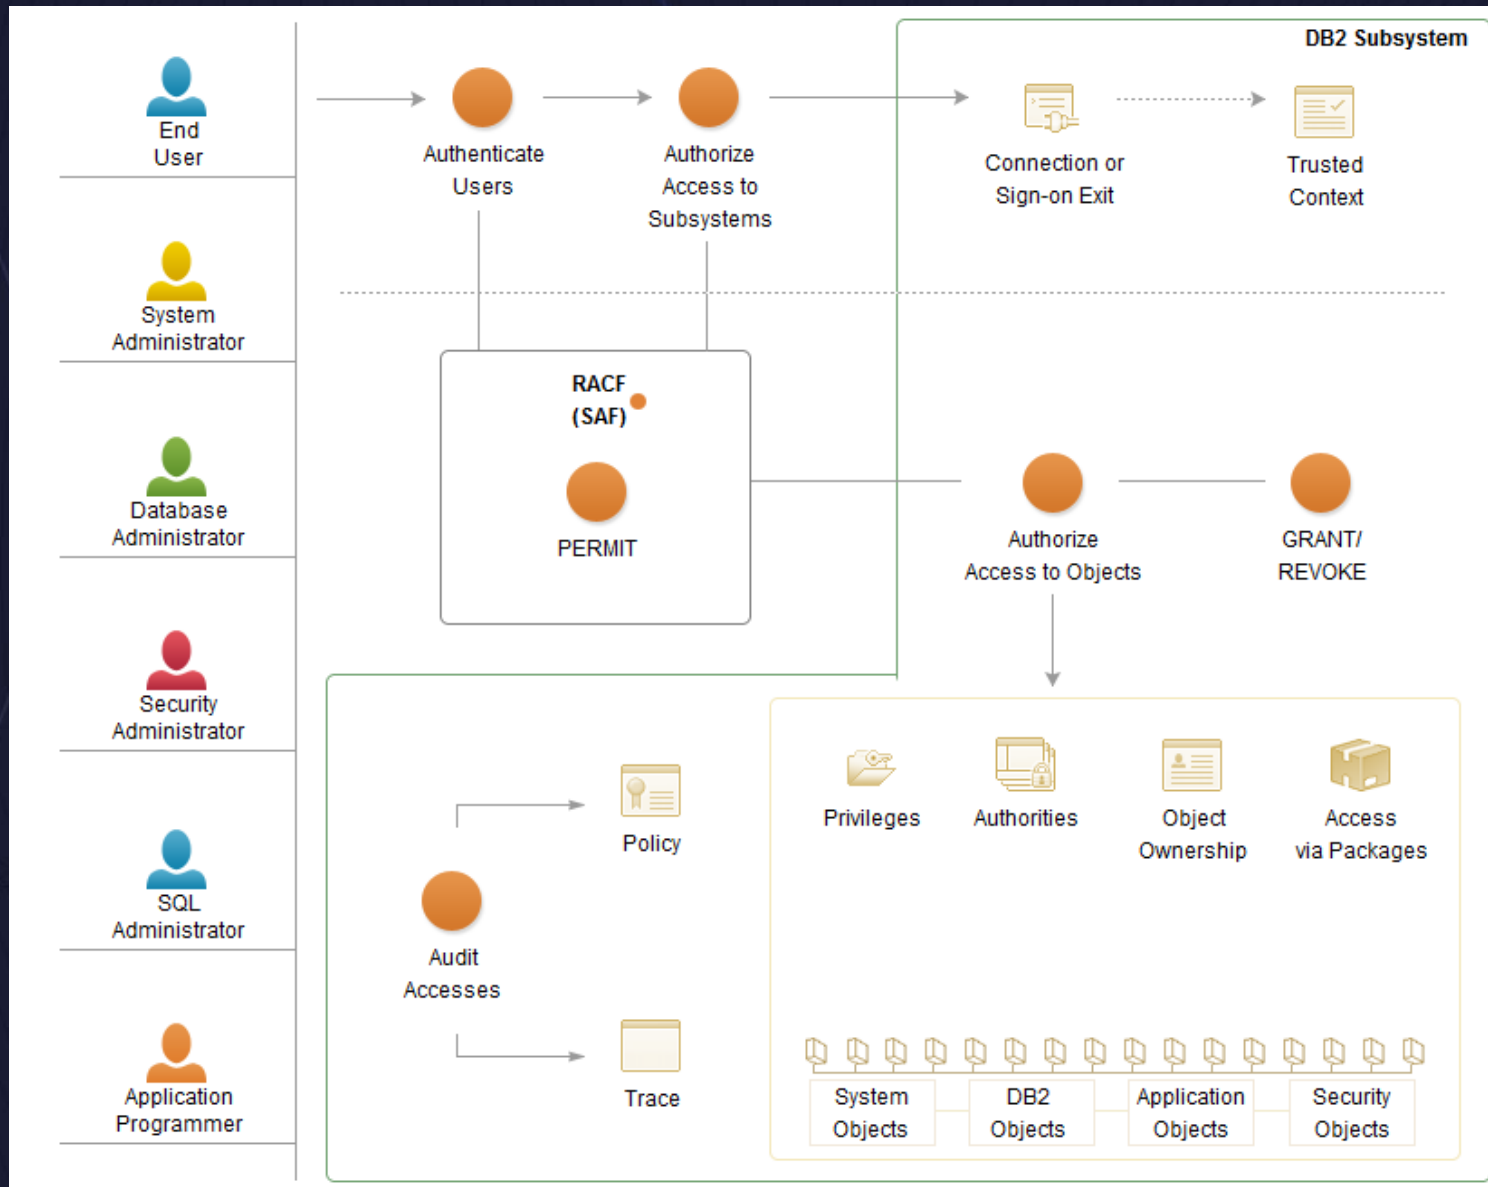 DB2 Subsystem
End
User
Authenticate
Users
Authorize
Access to
Subsystems
Connection or
Sign-on Exit
Trusted
Context
System
Administrator
RACF
(SAF)
PERMIT
Database
Administrator
Authorize
Access to Objects
GRANT/
REVOKE
Security
Administrator
Policy
Privileges
Authorities
Object
Ownership
Access
via Packages
SQL
Administrator
Audit
Accesses
Trace
Application
Programmer
System
Objects
DB2
Objects
Application
Objects
Security
Objects